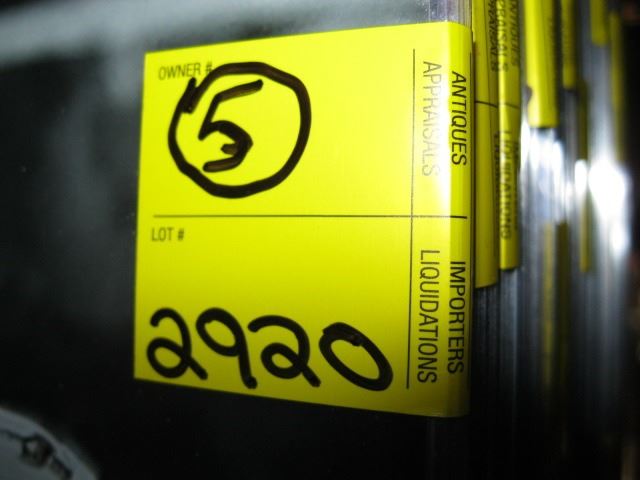 OWNER #
5
LOT #
2920
ANTIQUES
APPRAISALS
IMPORTERS
LIQUIDATIONS